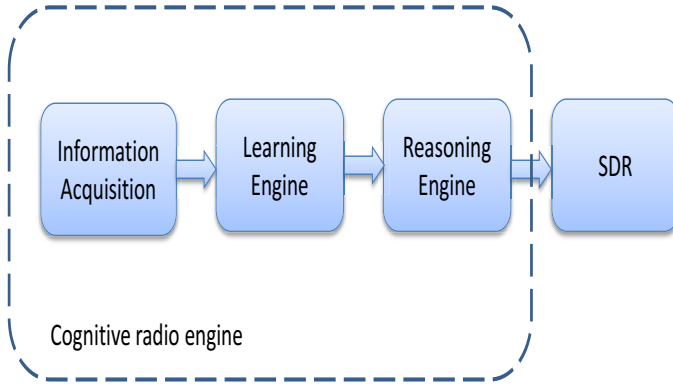 Information
Acquisition
Learning
Engine
Reasoning
Engine
SDR
Cognitive radio engine